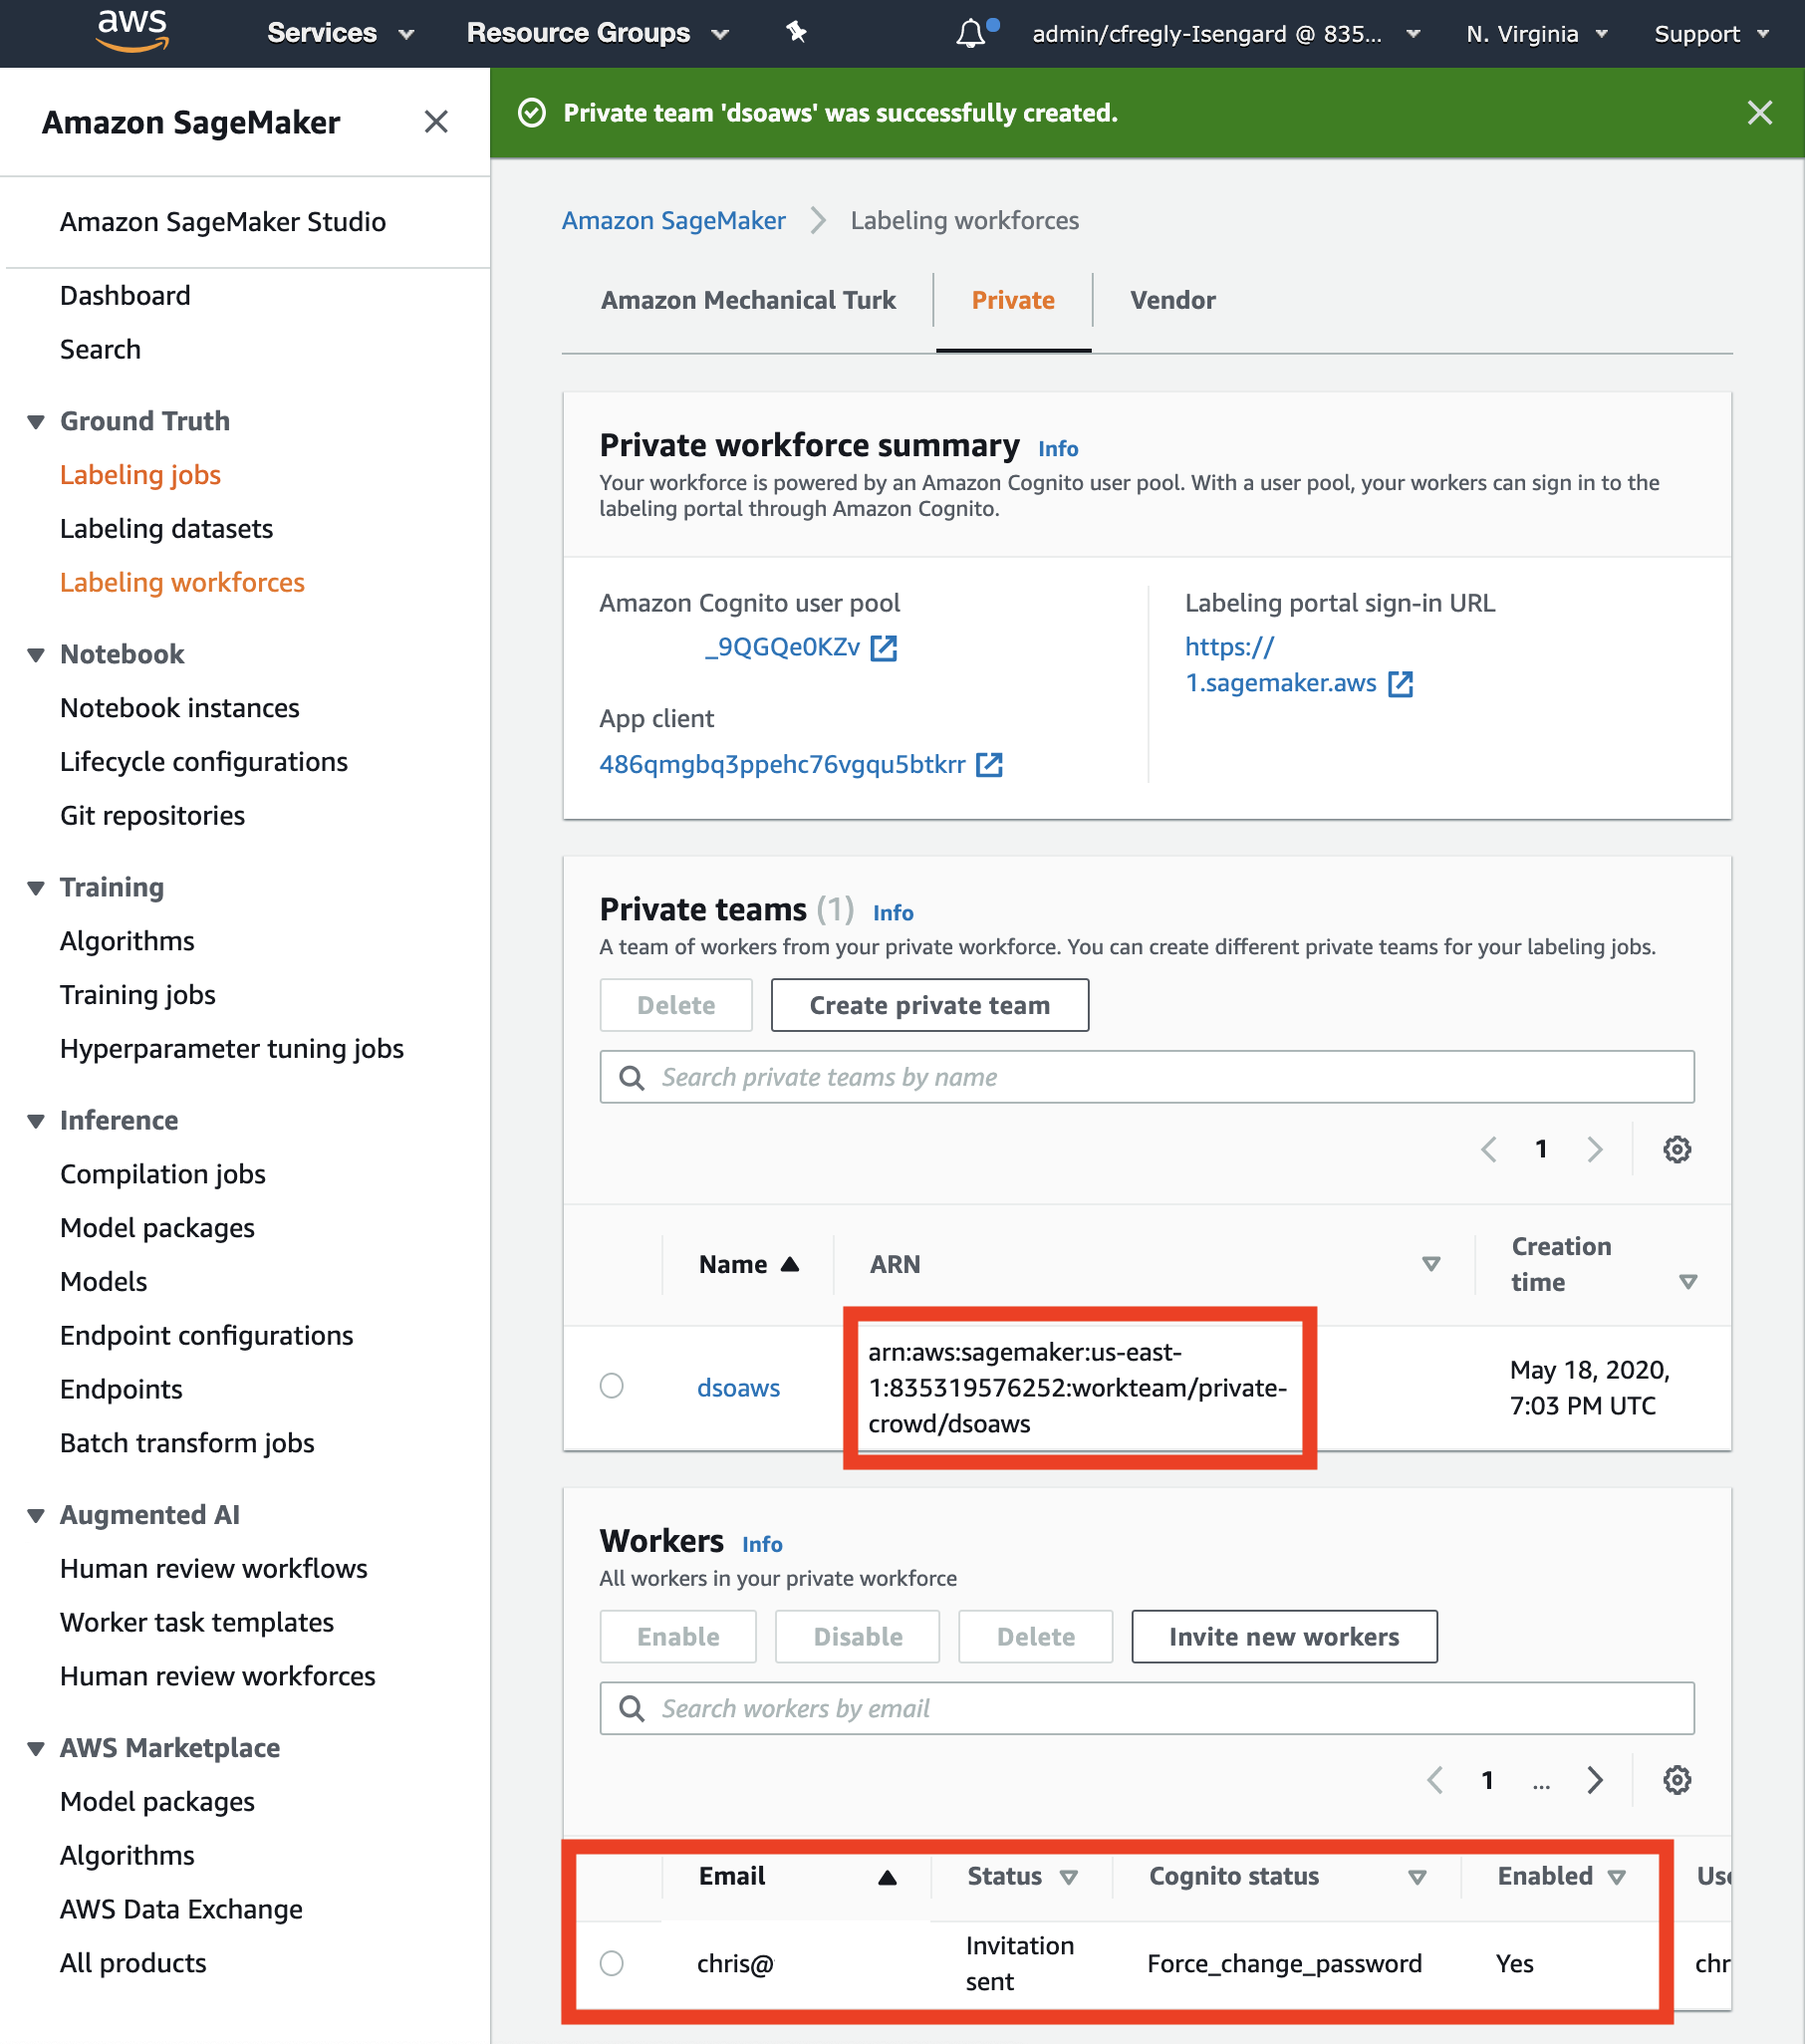 aws
Services
Resource Groups
admin/cfregly-Isengard @ 835...
N. Virginia
Support
Amazon SageMaker
Amazon SageMaker Studio
Dashboard
Search
Ground Truth
Labeling jobs
Labeling datasets
Labeling workforces
Notebook
Notebook instances
Lifecycle configurations
Git repositories
Training
Algorithms
Training jobs
Hyperparameter tuning jobs
Inference
Compilation jobs
Model packages
Models
Endpoint configurations
Endpoints
Batch transform jobs
Augmented AI
Human review workflows
Worker task templates
Human review workforces
AWS Marketplace
Model packages
Algorithms
AWS Data Exchange
All products
Private team 'dsoaws' was successfully created.
Amazon SageMaker
Labeling workforces
Amazon Mechanical Turk
Private
Vendor
Private workforce summary Info
Your workforce is powered by an Amazon Cognito user pool. With a user pool, your workers can sign in to the
labeling portal through Amazon Cognito.
Amazon Cognito user pool
_9QGQe0KZv
App client
486qmgbq3ppehc76vgqu5btkrr
Labeling portal sign-in URL
https://
1.sagemaker.aws
Private teams (1) Info
A team of workers from your private workforce. You can create different private teams for your labeling jobs.
Delete
Create private team
Search private teams by name
1
Name
ARN
Creation
time
dsoaws
arn:aws:sagemaker:us-east-
1:835319576252:workteam/private-
crowd/dsoaws
May 18, 2020,
7:03 PM UTC
Workers Info
All workers in your private workforce
Enable
Disable
Delete
Invite new workers
Search workers by email
1 ...
Email
Status
Cognito status
Enabled
Use
chris@
Invitation
sent
Force_change_password
Yes
chr